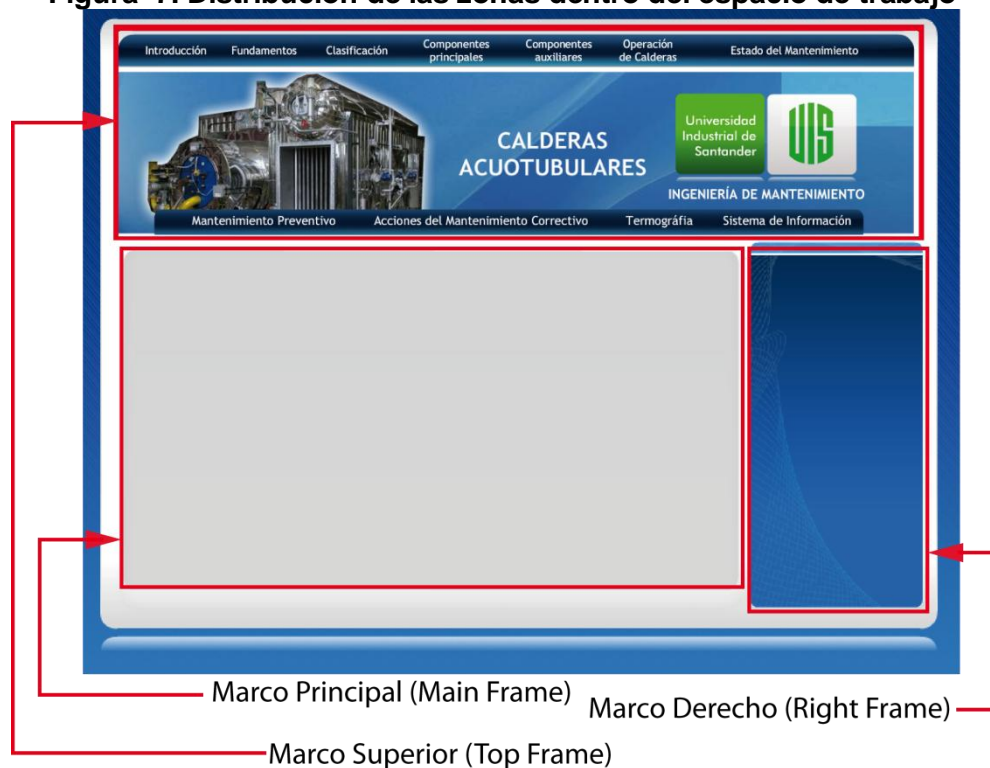 Figura 47. Distribución de las zonas dentro del espacio de trabajo
Introducción Fundamentos Clasificación Componentes principales Componentes auxiliares Operación de Calderas Estado del Mantenimiento
CALDERAS
ACUOTUBULARES
Universidad
Industrial de
Santander
UIS
INGENIERÍA DE MANTENIMIENTO
Mantenimiento Preventivo Acciones del Mantenimiento Correctivo Termográfia Sistema de Información
Marco Principal (Main Frame)
Marco Derecho (Right Frame)
Marco Superior (Top Frame)